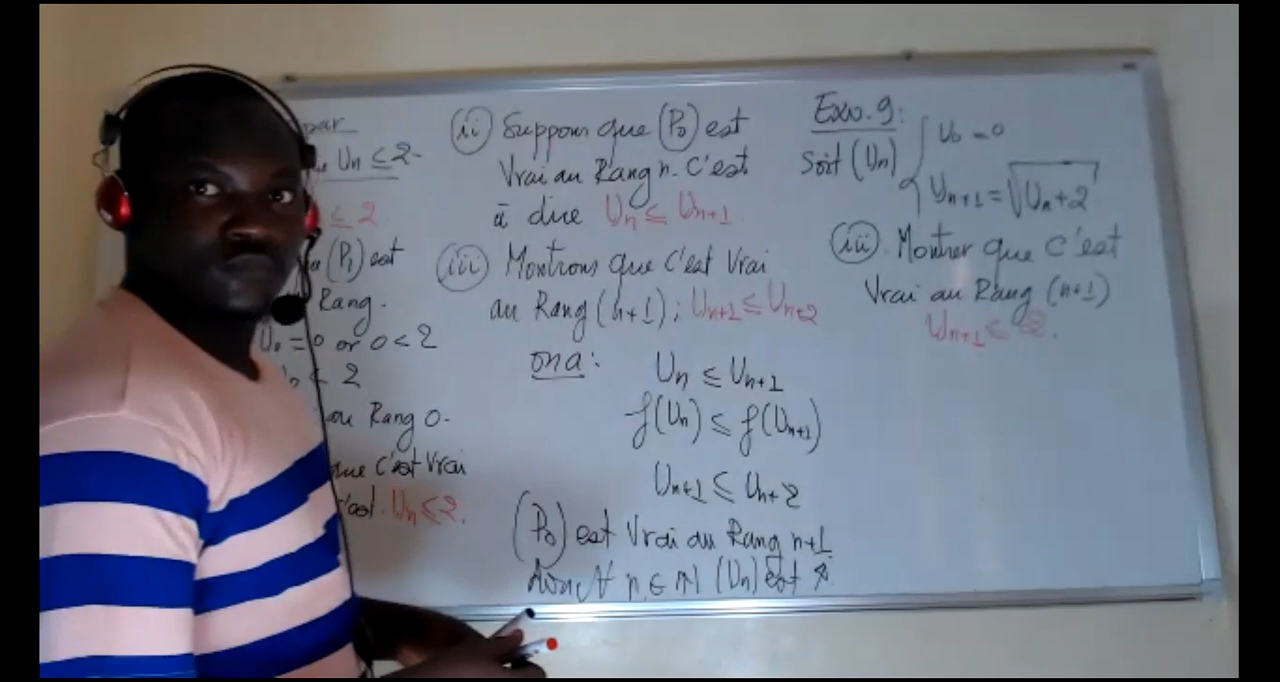 par
Un ≤ 2-
≤ 2.
(P₁) est
Rang.
U₀ = 0 or 0 < 2
< 2
au Rang 0.
que c'est vrai
Un ≤ 2.
(ii) Suppons que (P₀) est
Vrai au Rang n. C'est
à dire Un ≤ Un+1
(iii) Montrons que c'est vrai
au Rang (n+1); Un+1 ≤ Un+2
on a :
Un ≤ Un+1
f(Un) ≤ f(Un+1)
Un+1 ≤ Un+2
(P₀) est Vrai au Rang n+1
donc ∀ n ∈ ℕ (Un) est
Exo.9:
Soit (Un) { U₀ = 0
Un+1 = √(Un+2)
(iii). Montrer que c'est
Vrai au Rang (n+1)
Un+1 ≤ 2.